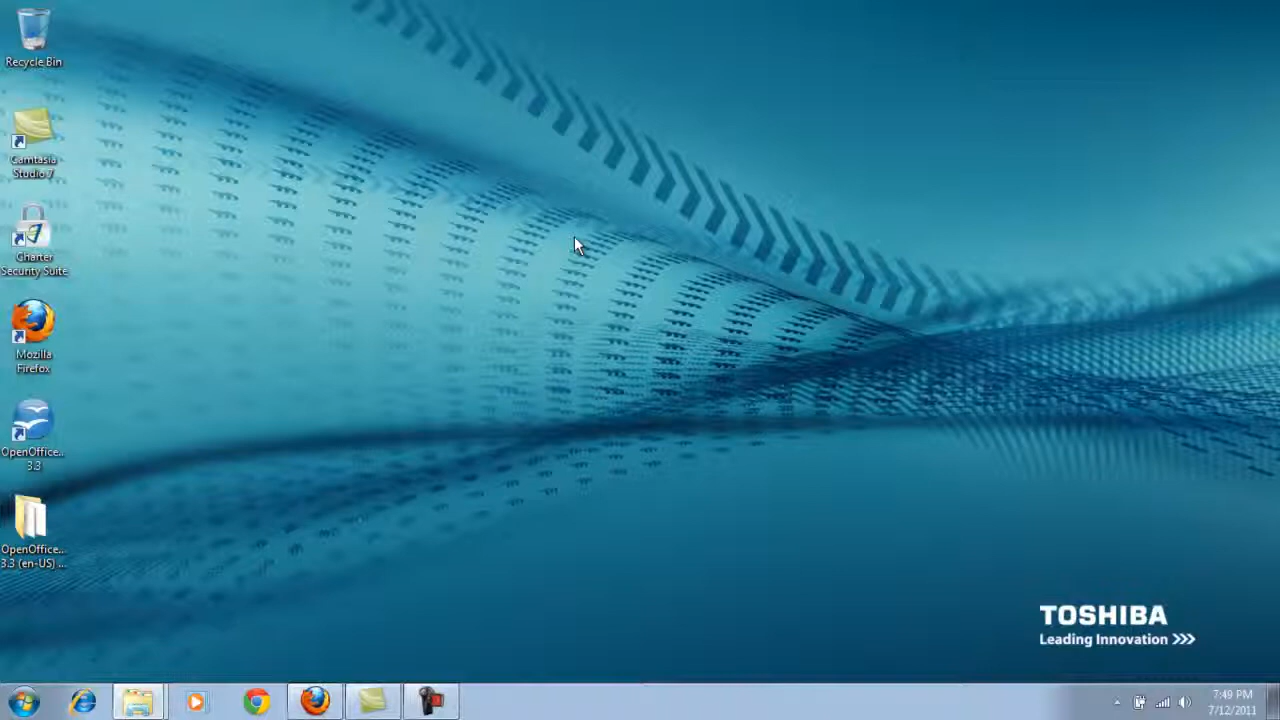 Recycle Bin
Camtasia
Studio 7
Charter
Security Suite
Mozilla
Firefox
OpenOffice...
3.3
OpenOffice...
3.3 (en-US) ...
TOSHIBA
Leading Innovation >>>
7:49 PM
7/12/2011